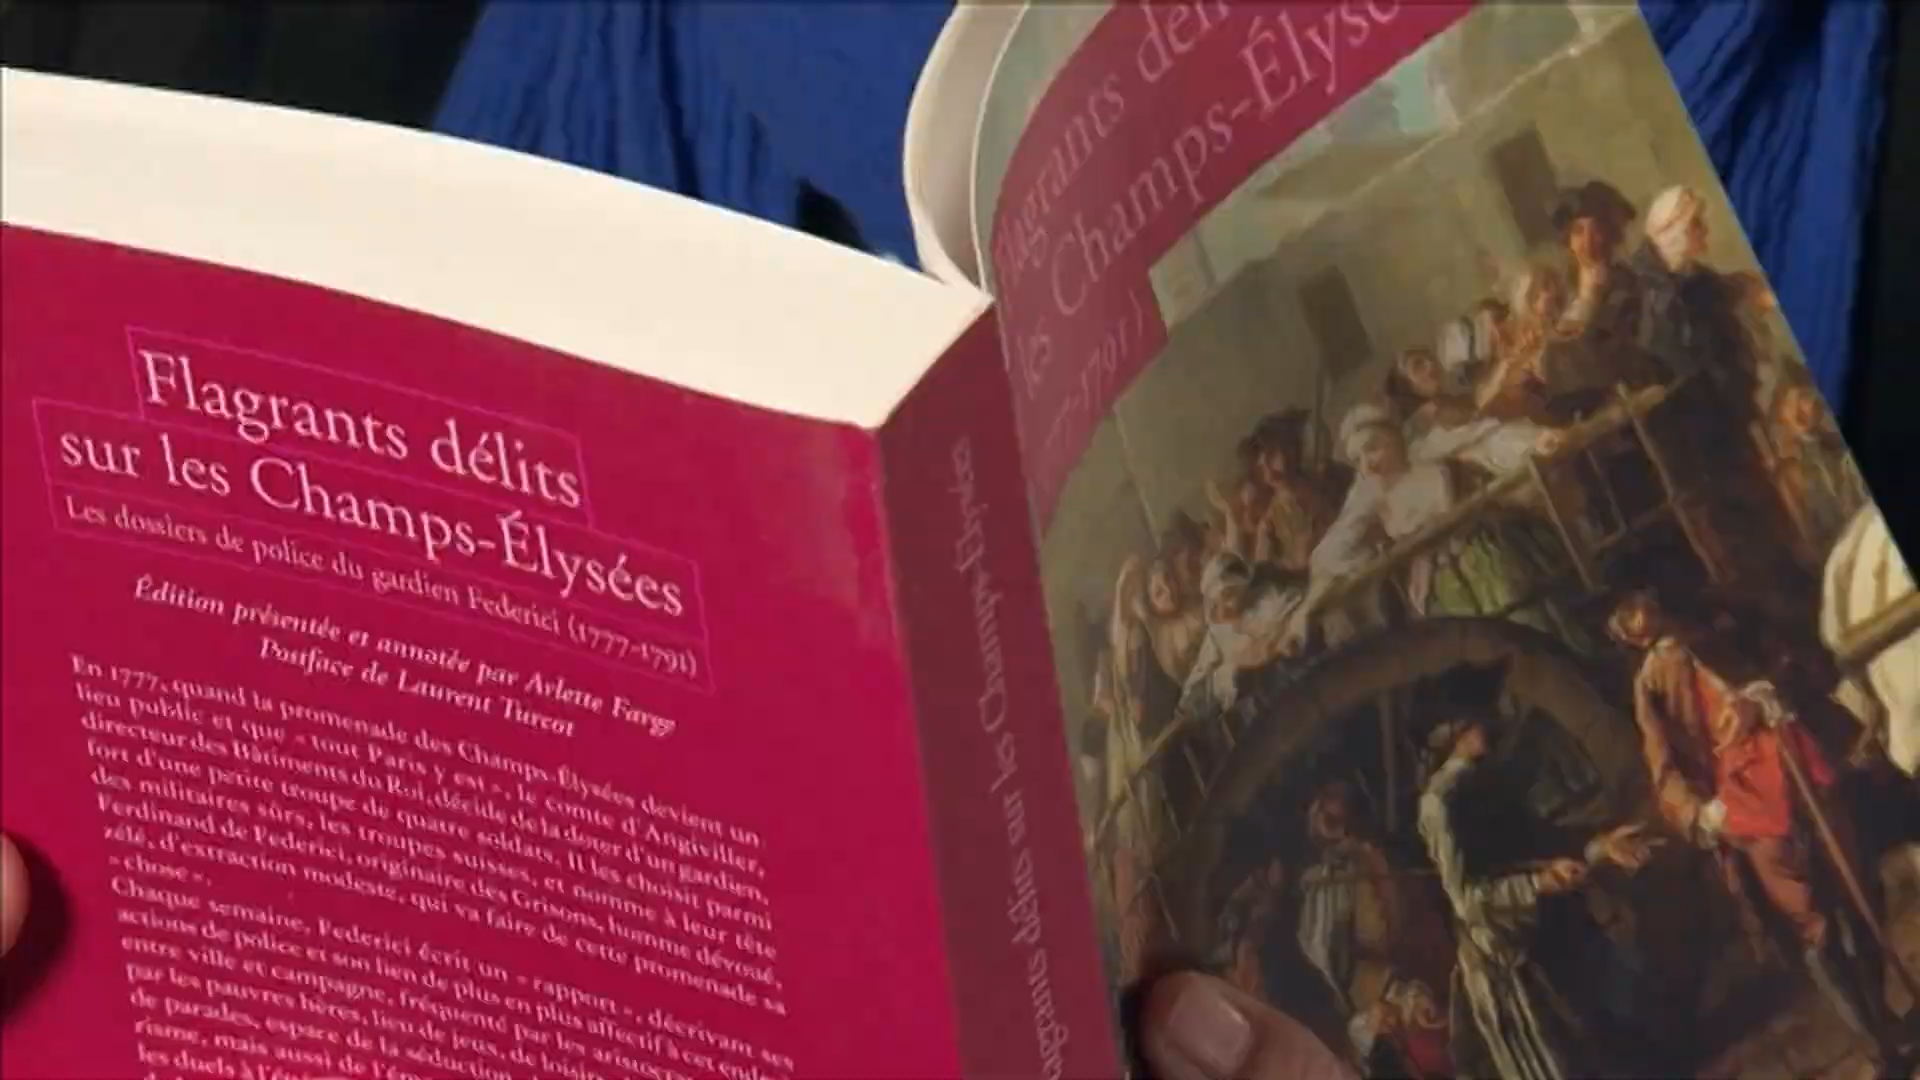 Flagrants délits
sur les Champs-Élysées
Les dossiers de police du gardien Federici (1777-1791)
Édition présentée et annotée par Arlette Farge
Postface de Laurent Turcot
En 1777, quand la promenade des Champs-Élysées devient un
lieu public et que « tout Paris y est », le comte d'Angiviller,
directeur des Bâtiments du Roi, décide de la doter d'un gardien,
fort d'une petite troupe de quatre soldats. Il les choisit parmi
des militaires sûrs, les troupes suisses, et nomme à leur tête
Ferdinand de Federici, originaire des Grisons, homme dévoué,
zélé, d'extraction modeste, qui va faire de cette promenade sa
« chose ».
Chaque semaine, Federici écrit un « rapport », décrivant ses
actions de police et son lien de plus en plus affectif à cet
entre ville et campagne, fréquenté par les
par les pauvres hères, lieu de jeux, de
de parades, espace de la séduction,
risme, mais aussi de
les duels à
sur les Champs-Élysées
Flagrants
les Champs-Élysé